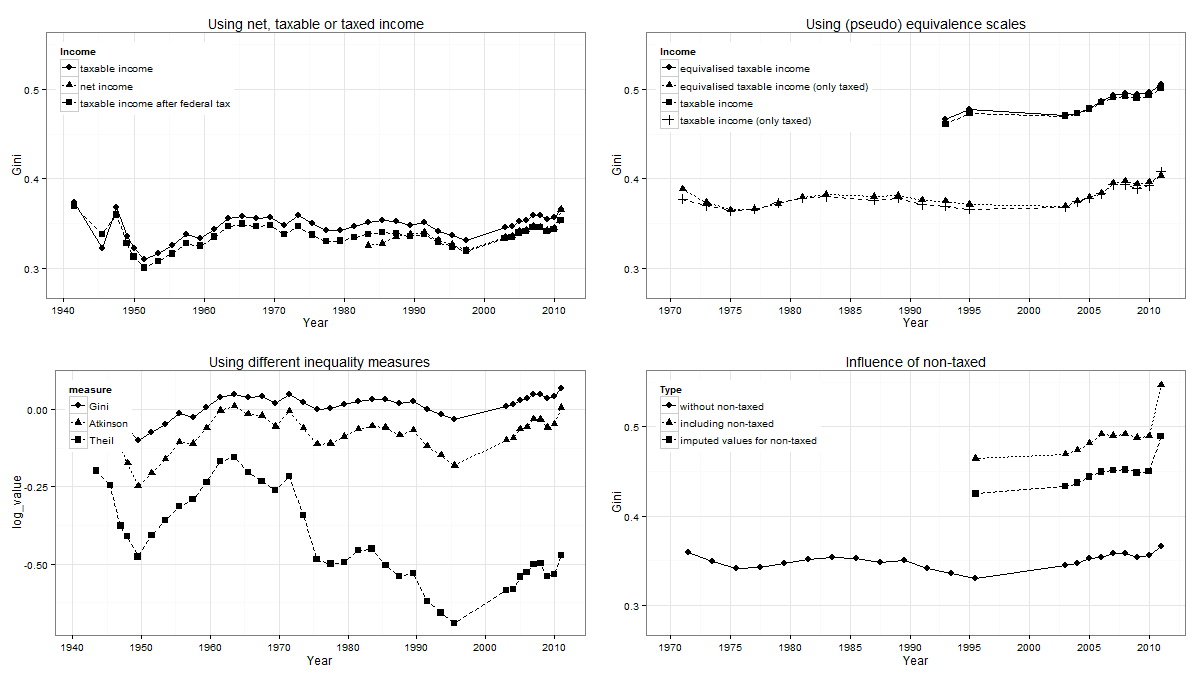 Using net, taxable or taxed income
Income
taxable income
net income
taxable income after federal tax
0.5
0.4
0.3
Gini
1940 1950 1960 1970 1980 1990 2000 2010
Year
Using (pseudo) equivalence scales
Income
equivalised taxable income
equivalised taxable income (only taxed)
taxable income
taxable income (only taxed)
0.5
0.4
0.3
Gini
1970 1975 1980 1985 1990 1995 2000 2005 2010
Year
Using different inequality measures
measure
Gini
Atkinson
Theil
0.00
-0.25
-0.50
log_value
1940 1950 1960 1970 1980 1990 2000 2010
Year
Influence of non-taxed
Type
without non-taxed
including non-taxed
imputed values for non-taxed
0.5
0.4
0.3
Gini
1970 1975 1980 1985 1990 1995 2000 2005 2010
Year